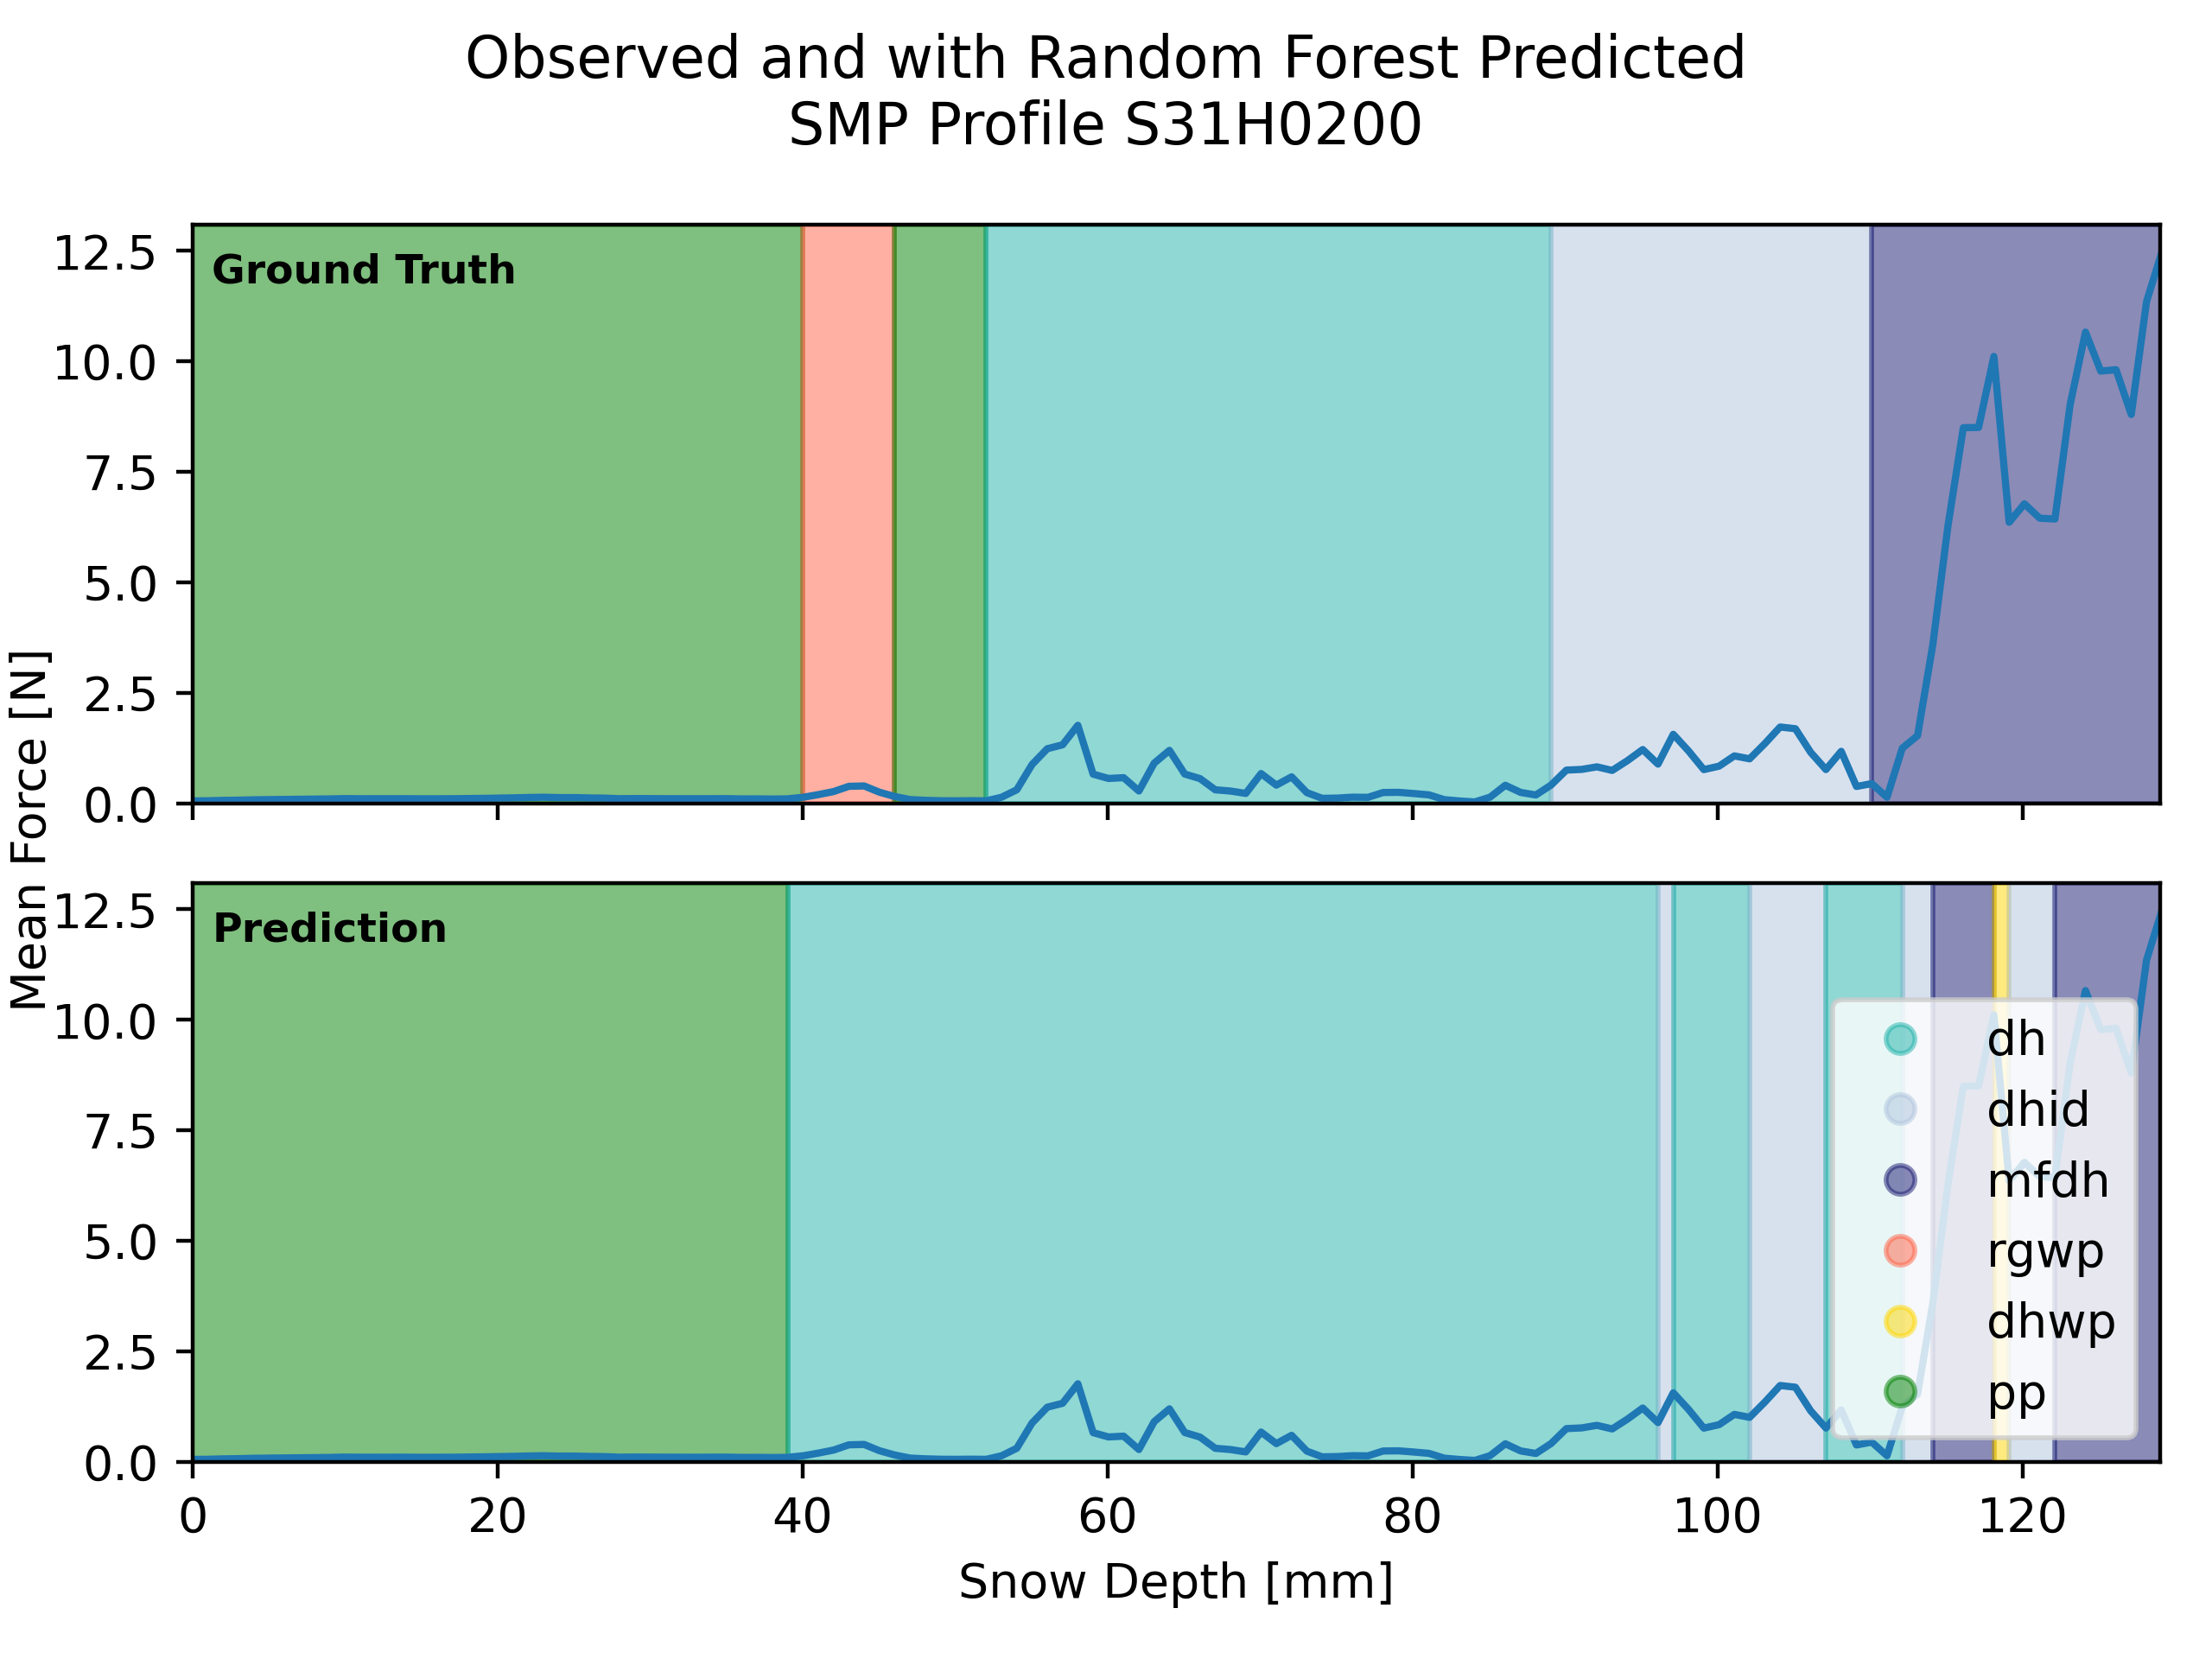 Observed and with Random Forest Predicted
SMP Profile S31H0200
Mean Force [N]
12.5
10.0
7.5
5.0
2.5
0.0
Ground Truth
12.5
10.0
7.5
5.0
2.5
0.0
Prediction
dh
dhid
mfdh
rgwp
dhwp
pp
0 20 40 60 80 100 120
Snow Depth [mm]